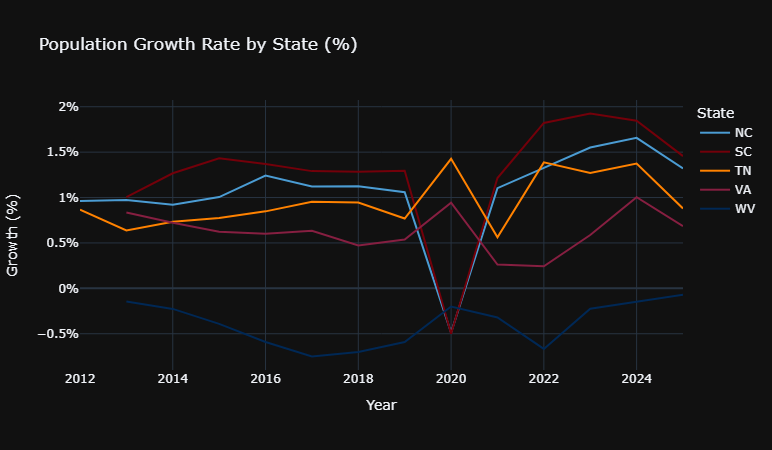 Population Growth Rate by State (%)
State
NC
SC
TN
VA
WV
2%
1.5%
1%
0.5%
0%
−0.5%
Growth (%)
2012 2014 2016 2018 2020 2022 2024
Year